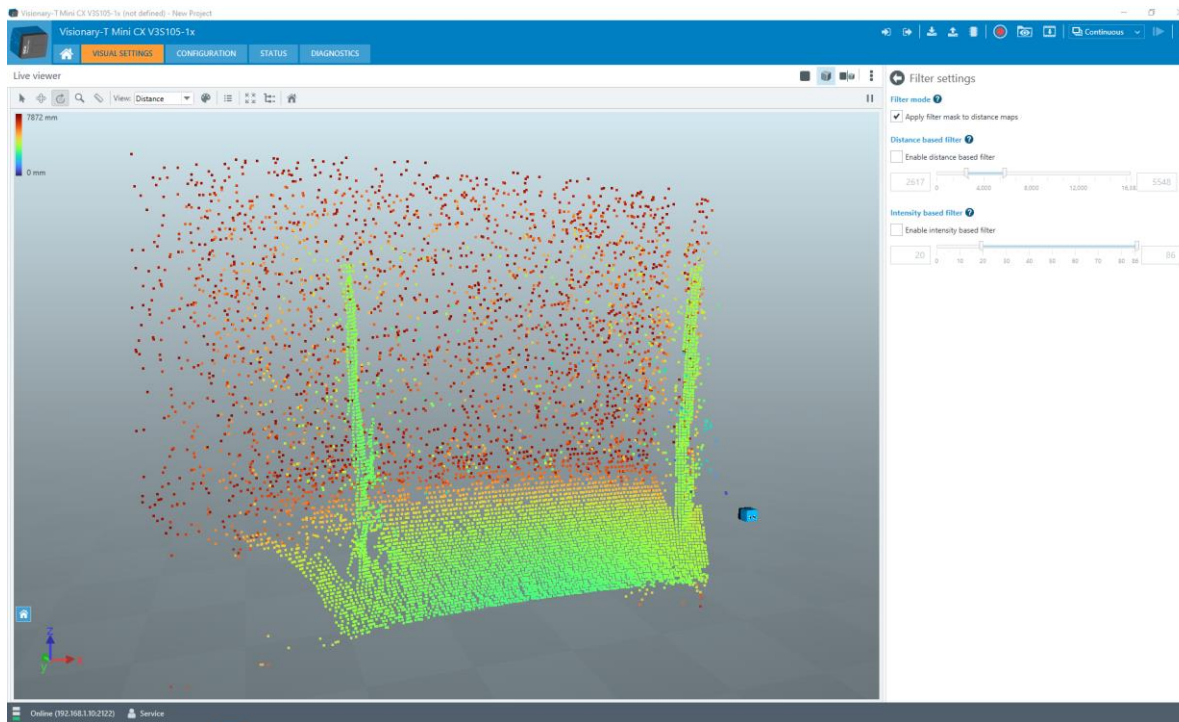 Visionary-T Mini CX V3S105-1x (not defined) - New Project
Visionary-T Mini CX V3S105-1x
VISUAL SETTINGS CONFIGURATION STATUS DIAGNOSTICS
Continuous
Live viewer
View: Distance
7872 mm
0 mm
Filter settings
Filter mode
Apply filter mask to distance maps
Distance based filter
Enable distance based filter
2617 5548
0 4,000 8,000 12,000
Intensity based filter
Enable intensity based filter
20 86
0 10 20 30 40 50 60 70 80 88
z
x
y
Online (192.168.1.10:2122) Service